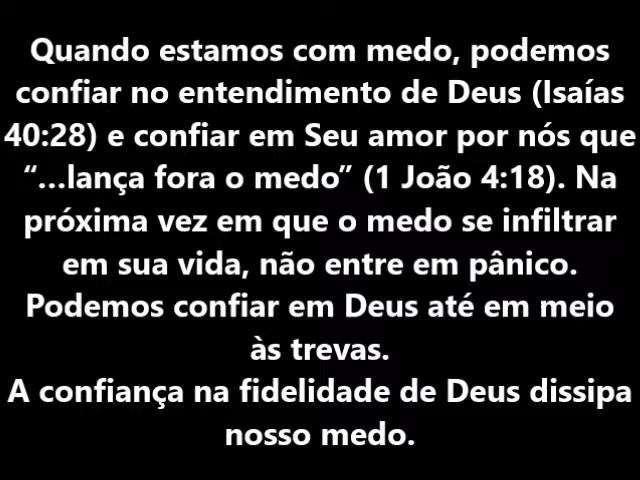 Quando estamos com medo, podemos
confiar no entendimento de Deus (Isaías
40:28) e confiar em Seu amor por nós que
“...lança fora o medo” (1 João 4:18). Na
próxima vez em que o medo se infiltrar
em sua vida, não entre em pânico.
Podemos confiar em Deus até em meio
às trevas.
A confiança na fidelidade de Deus dissipa
nosso medo.